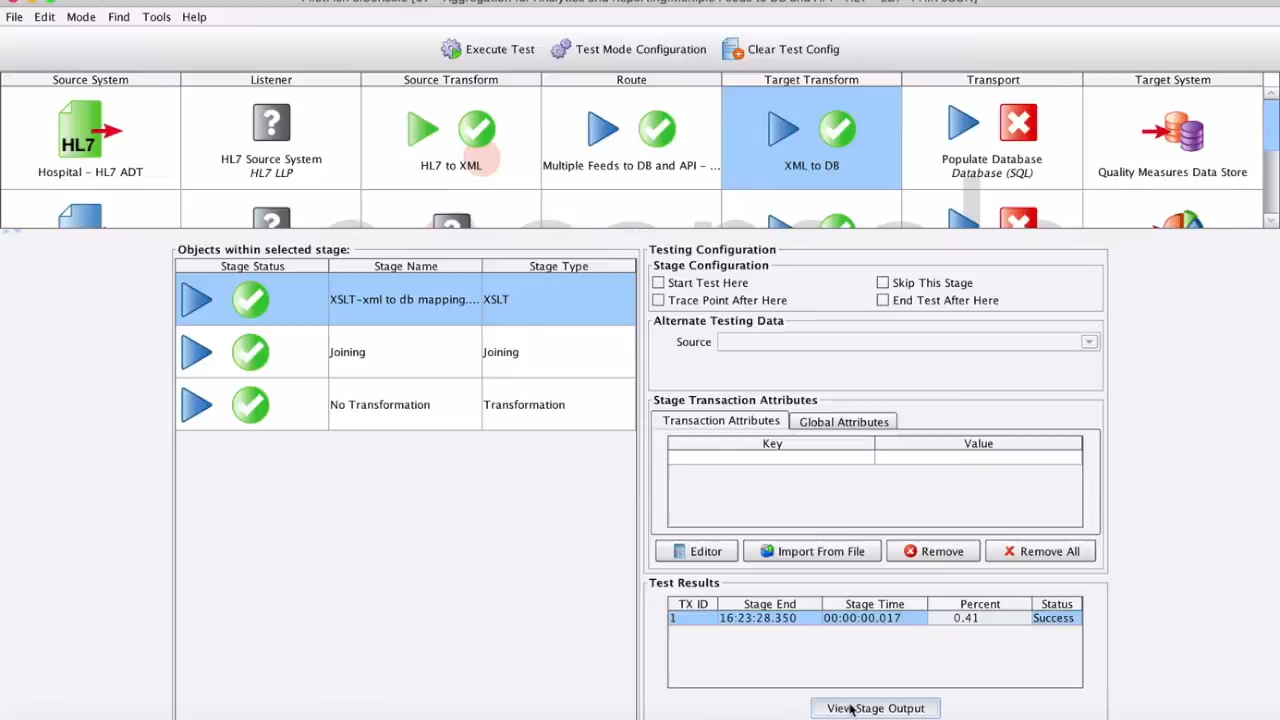 File Edit Mode Find Tools Help
Execute Test Test Mode Configuration Clear Test Config
Source System Listener Source Transform Route Target Transform Transport Target System
HL7
Hospital - HL7 ADT
? HL7 Source System
HL7 LLP
HL7 to XML
Multiple Feeds to DB and API - ...
XML to DB
Populate Database
Database (SQL)
Quality Measures Data Store
Objects within selected stage:
Stage Status Stage Name Stage Type
XSLT-xml to db mapping.... XSLT
Joining Joining
No Transformation Transformation
Testing Configuration
Stage Configuration
Start Test Here Skip This Stage
Trace Point After Here End Test After Here
Alternate Testing Data
Source
Stage Transaction Attributes
Transaction Attributes Global Attributes
Key Value
Editor Import From File Remove Remove All
Test Results
TX ID Stage End Stage Time Percent Status
1 16:23:28.350 00:00:00.017 0.41 Success
View Stage Output